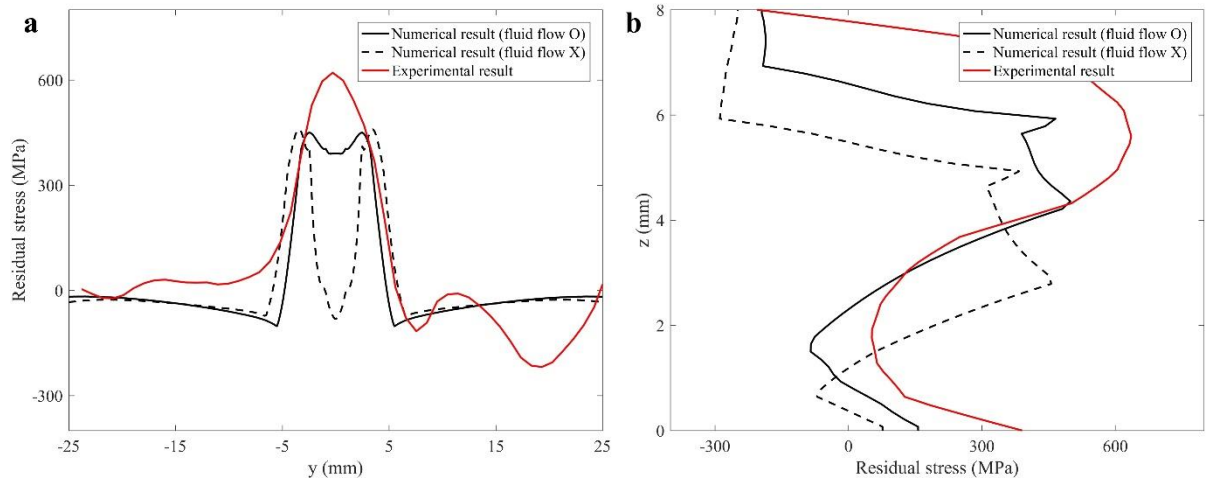 a
Numerical result (fluid flow O)
Numerical result (fluid flow X)
Experimental result
600
300
0
-300
Residual stress (MPa)
-25 -15 -5 5 15 25
y (mm)
b
Numerical result (fluid flow O)
Numerical result (fluid flow X)
Experimental result
8
6
4
2
0
z (mm)
-300 0 300 600
Residual stress (MPa)